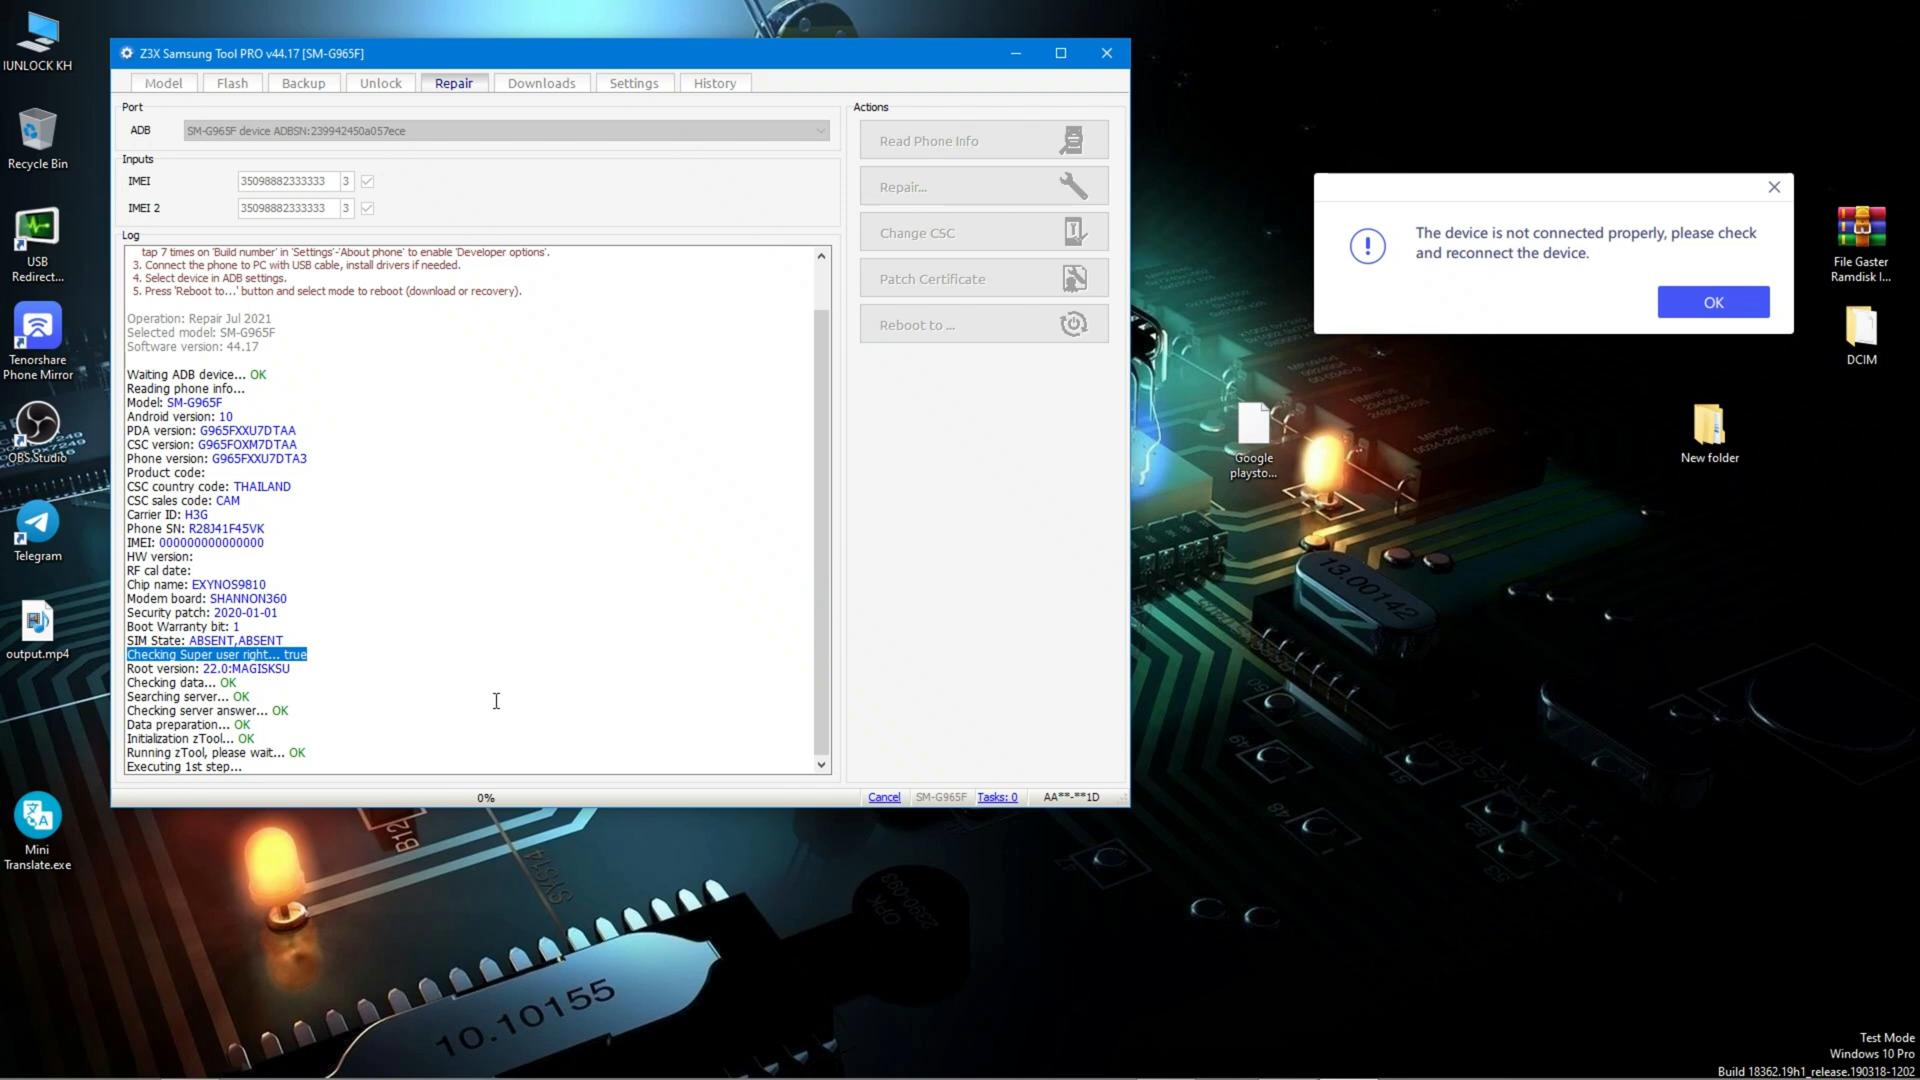 IUNLOCK KH
Recycle Bin
USB
Redirect...
Tenorshare
Phone Mirror
OBS Studio
Telegram
output.mp4
Mini
Translate.exe
Z3X Samsung Tool PRO v44.17 [SM-G965F]
Model
Flash
Backup
Unlock
Repair
Downloads
Settings
History
Port
ADB
SM-G965F device ADBSN:239942450a057ece
Inputs
IMEI
35098882333333
3
IMEI 2
35098882333333
3
Log
tap 7 times on 'Build number' in 'Settings'-'About phone' to enable 'Developer options'.
3. Connect the phone to PC with USB cable, install drivers if needed.
4. Select device in ADB settings.
5. Press 'Reboot to...' button and select mode to reboot (download or recovery).
Operation: Repair Jul 2021
Selected model: SM-G965F
Software version: 44.17
Waiting ADB device... OK
Reading phone info...
Model: SM-G965F
Android version: 10
PDA version: G965FXXU7DTAA
CSC version: G965FOXM7DTAA
Phone version: G965FXXU7DTA3
Product code:
CSC country code: THAILAND
CSC sales code: CAM
Carrier ID: H3G
Phone SN: R28J41F45VK
IMEI: 000000000000000
HW version:
RF cal date:
Chip name: EXYNOS9810
Modem board: SHANNON360
Security patch: 2020-01-01
Boot Warranty bit: 1
SIM State: ABSENT,ABSENT
Checking Super user right... true
Root version: 22.0:MAGISKSU
Checking data... OK
Searching server... OK
Checking server answer... OK
Data preparation... OK
Initialization zTool... OK
Running zTool, please wait... OK
Executing 1st step...
0%
Cancel
SM-G965F
Tasks: 0
AA**-**1D
Actions
Read Phone Info
Repair...
Change CSC
Patch Certificate
Reboot to ...
The device is not connected properly, please check
and reconnect the device.
OK
File Gaster
Ramdisk I...
DCIM
Google
playsto...
New folder
13.00142
B12
SYS14
10.10155
Test Mode
Windows 10 Pro
Build 18362.19h1_release.190318-1202